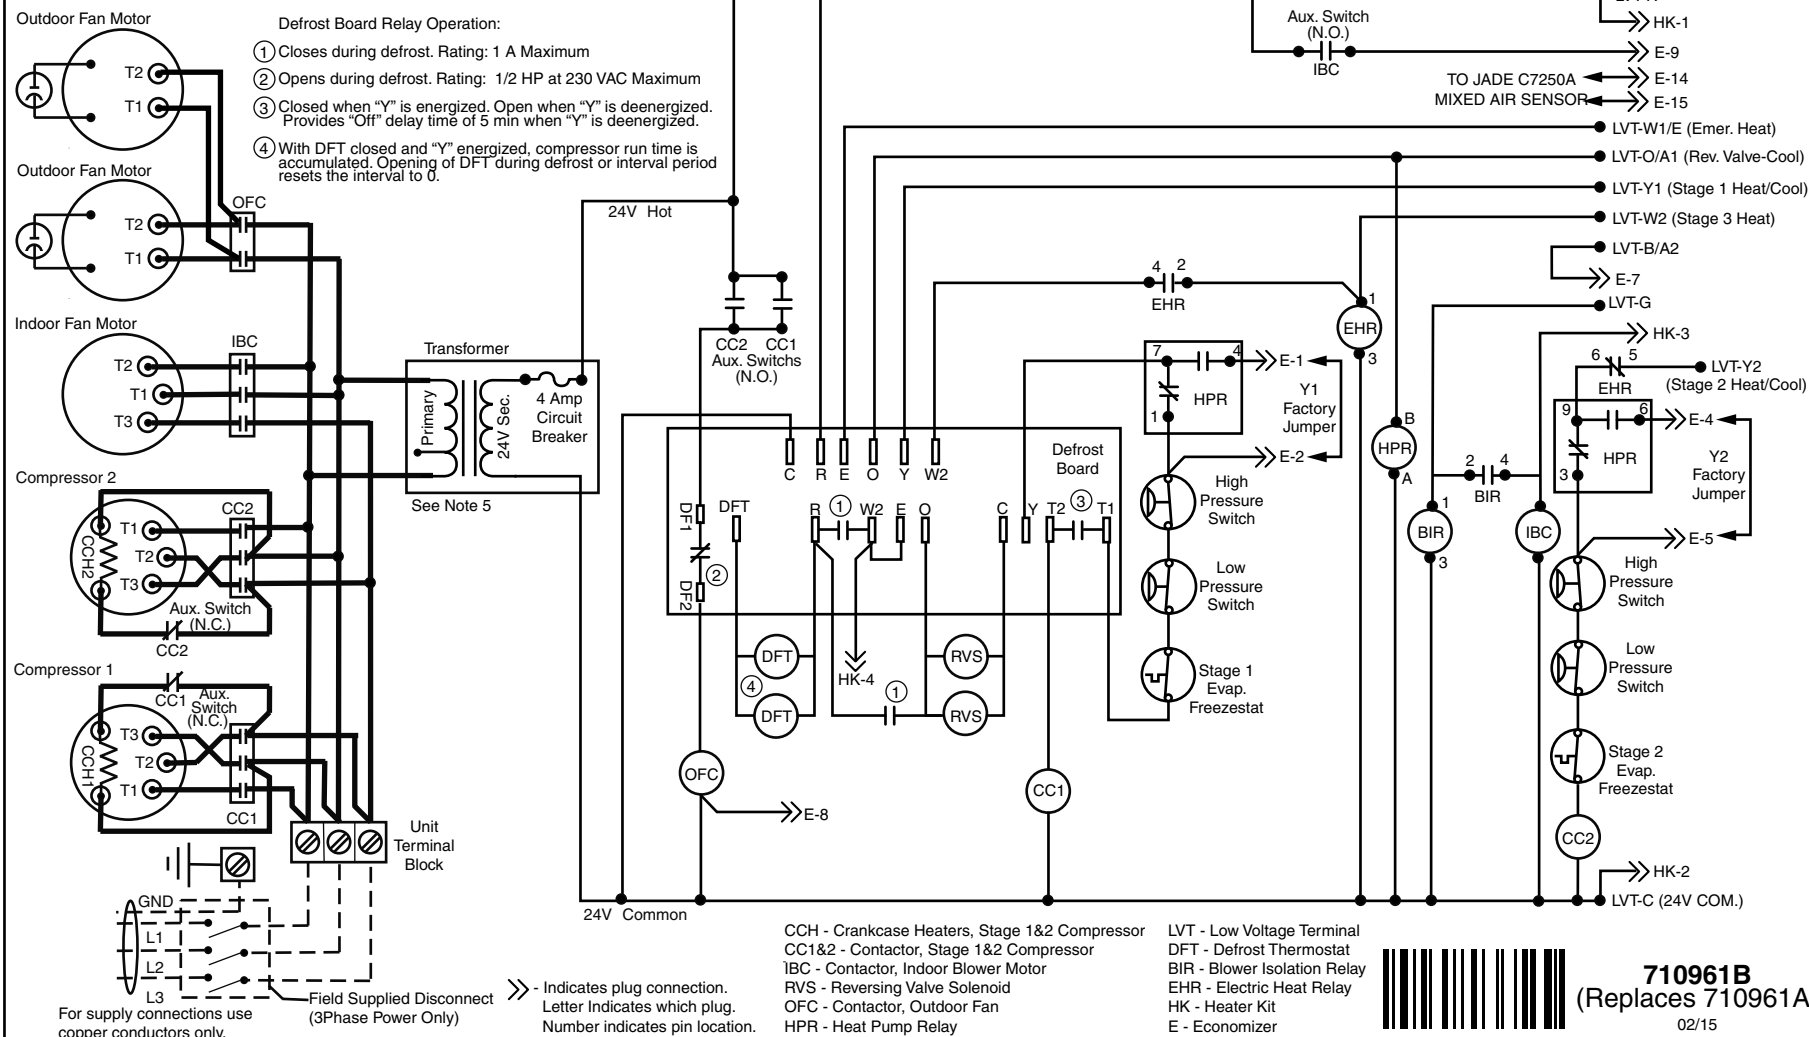 Outdoor Fan Motor
T2
T1
Defrost Board Relay Operation:
1 Closes during defrost. Rating: 1 A Maximum
2 Opens during defrost. Rating: 1/2 HP at 230 VAC Maximum
3 Closed when “Y” is energized. Open when “Y” is deenergized.
Provides “Off” delay time of 5 min when “Y” is deenergized.
4 With DFT closed and “Y” energized, compressor run time is
accumulated. Opening of DFT during defrost or interval period
resets the interval to 0.
Aux. Switch
(N.O.)
IBC
HK-1
E-9
TO JADE C7250A
MIXED AIR SENSOR
E-14
E-15
LVT-W1/E (Emer. Heat)
LVT-O/A1 (Rev. Valve-Cool)
LVT-Y1 (Stage 1 Heat/Cool)
LVT-W2 (Stage 3 Heat)
LVT-B/A2
E-7
LVT-G
HK-3
Outdoor Fan Motor
T2
T1
OFC
24V Hot
CC2
CC1
Aux. Switchs
(N.O.)
4
2
EHR
EHR
1
3
Indoor Fan Motor
T2
T1
T3
IBC
Transformer
Primary
24V Sec.
4 Amp
Circuit
Breaker
See Note 5
7
4
HPR
1
E-1
E-2
Y1
Factory
Jumper
B
HPR
A
6
5
EHR
LVT-Y2
(Stage 2 Heat/Cool)
9
6
HPR
3
E-4
E-5
Y2
Factory
Jumper
2
4
BIR
1
BIR
3
IBC
Defrost
Board
C
R
E
O
Y
W2
DF1
DF2
2
DFT
R
1
W2
E
O
C
Y
T2
3
T1
High
Pressure
Switch
Low
Pressure
Switch
Stage 1
Evap.
Freezestat
High
Pressure
Switch
Low
Pressure
Switch
Stage 2
Evap.
Freezestat
DFT
4
DFT
HK-4
1
RVS
RVS
OFC
E-8
CC1
CC2
HK-2
LVT-C (24V COM.)
24V Common
Compressor 2
T1
T2
T3
CCH2
CC2
Aux. Switch
(N.C.)
CC2
Compressor 1
CC1
Aux.
Switch
(N.C.)
T3
T2
T1
CCH1
CC1
Unit
Terminal
Block
GND
L1
L2
L3
For supply connections use
copper conductors only.
Field Supplied Disconnect
(3Phase Power Only)
- Indicates plug connection.
Letter Indicates which plug.
Number indicates pin location.
CCH - Crankcase Heaters, Stage 1&2 Compressor
CC1&2 - Contactor, Stage 1&2 Compressor
IBC - Contactor, Indoor Blower Motor
RVS - Reversing Valve Solenoid
OFC - Contactor, Outdoor Fan
HPR - Heat Pump Relay
LVT - Low Voltage Terminal
DFT - Defrost Thermostat
BIR - Blower Isolation Relay
EHR - Electric Heat Relay
HK - Heater Kit
E - Economizer
710961B
(Replaces 710961A
02/15